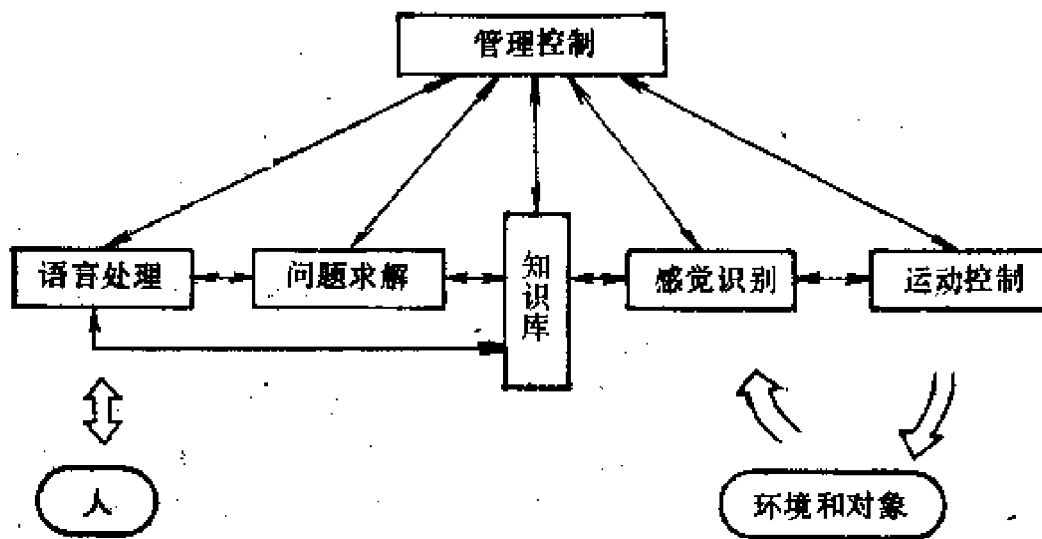 管理控制
语言处理
问题求解
知识库
感觉识别
运动控制
人
环境和对象